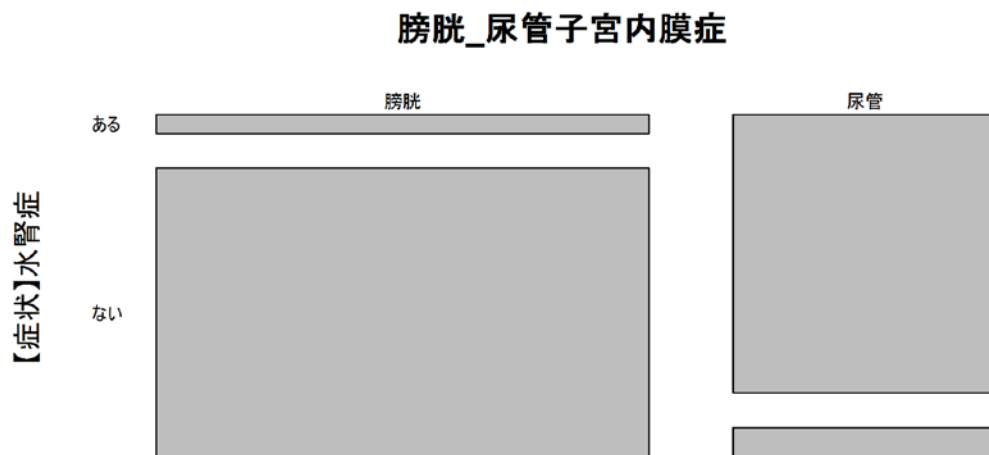 膀胱_尿管子宮内膜症
膀胱
尿管
ある
【症状】水腎症
ない